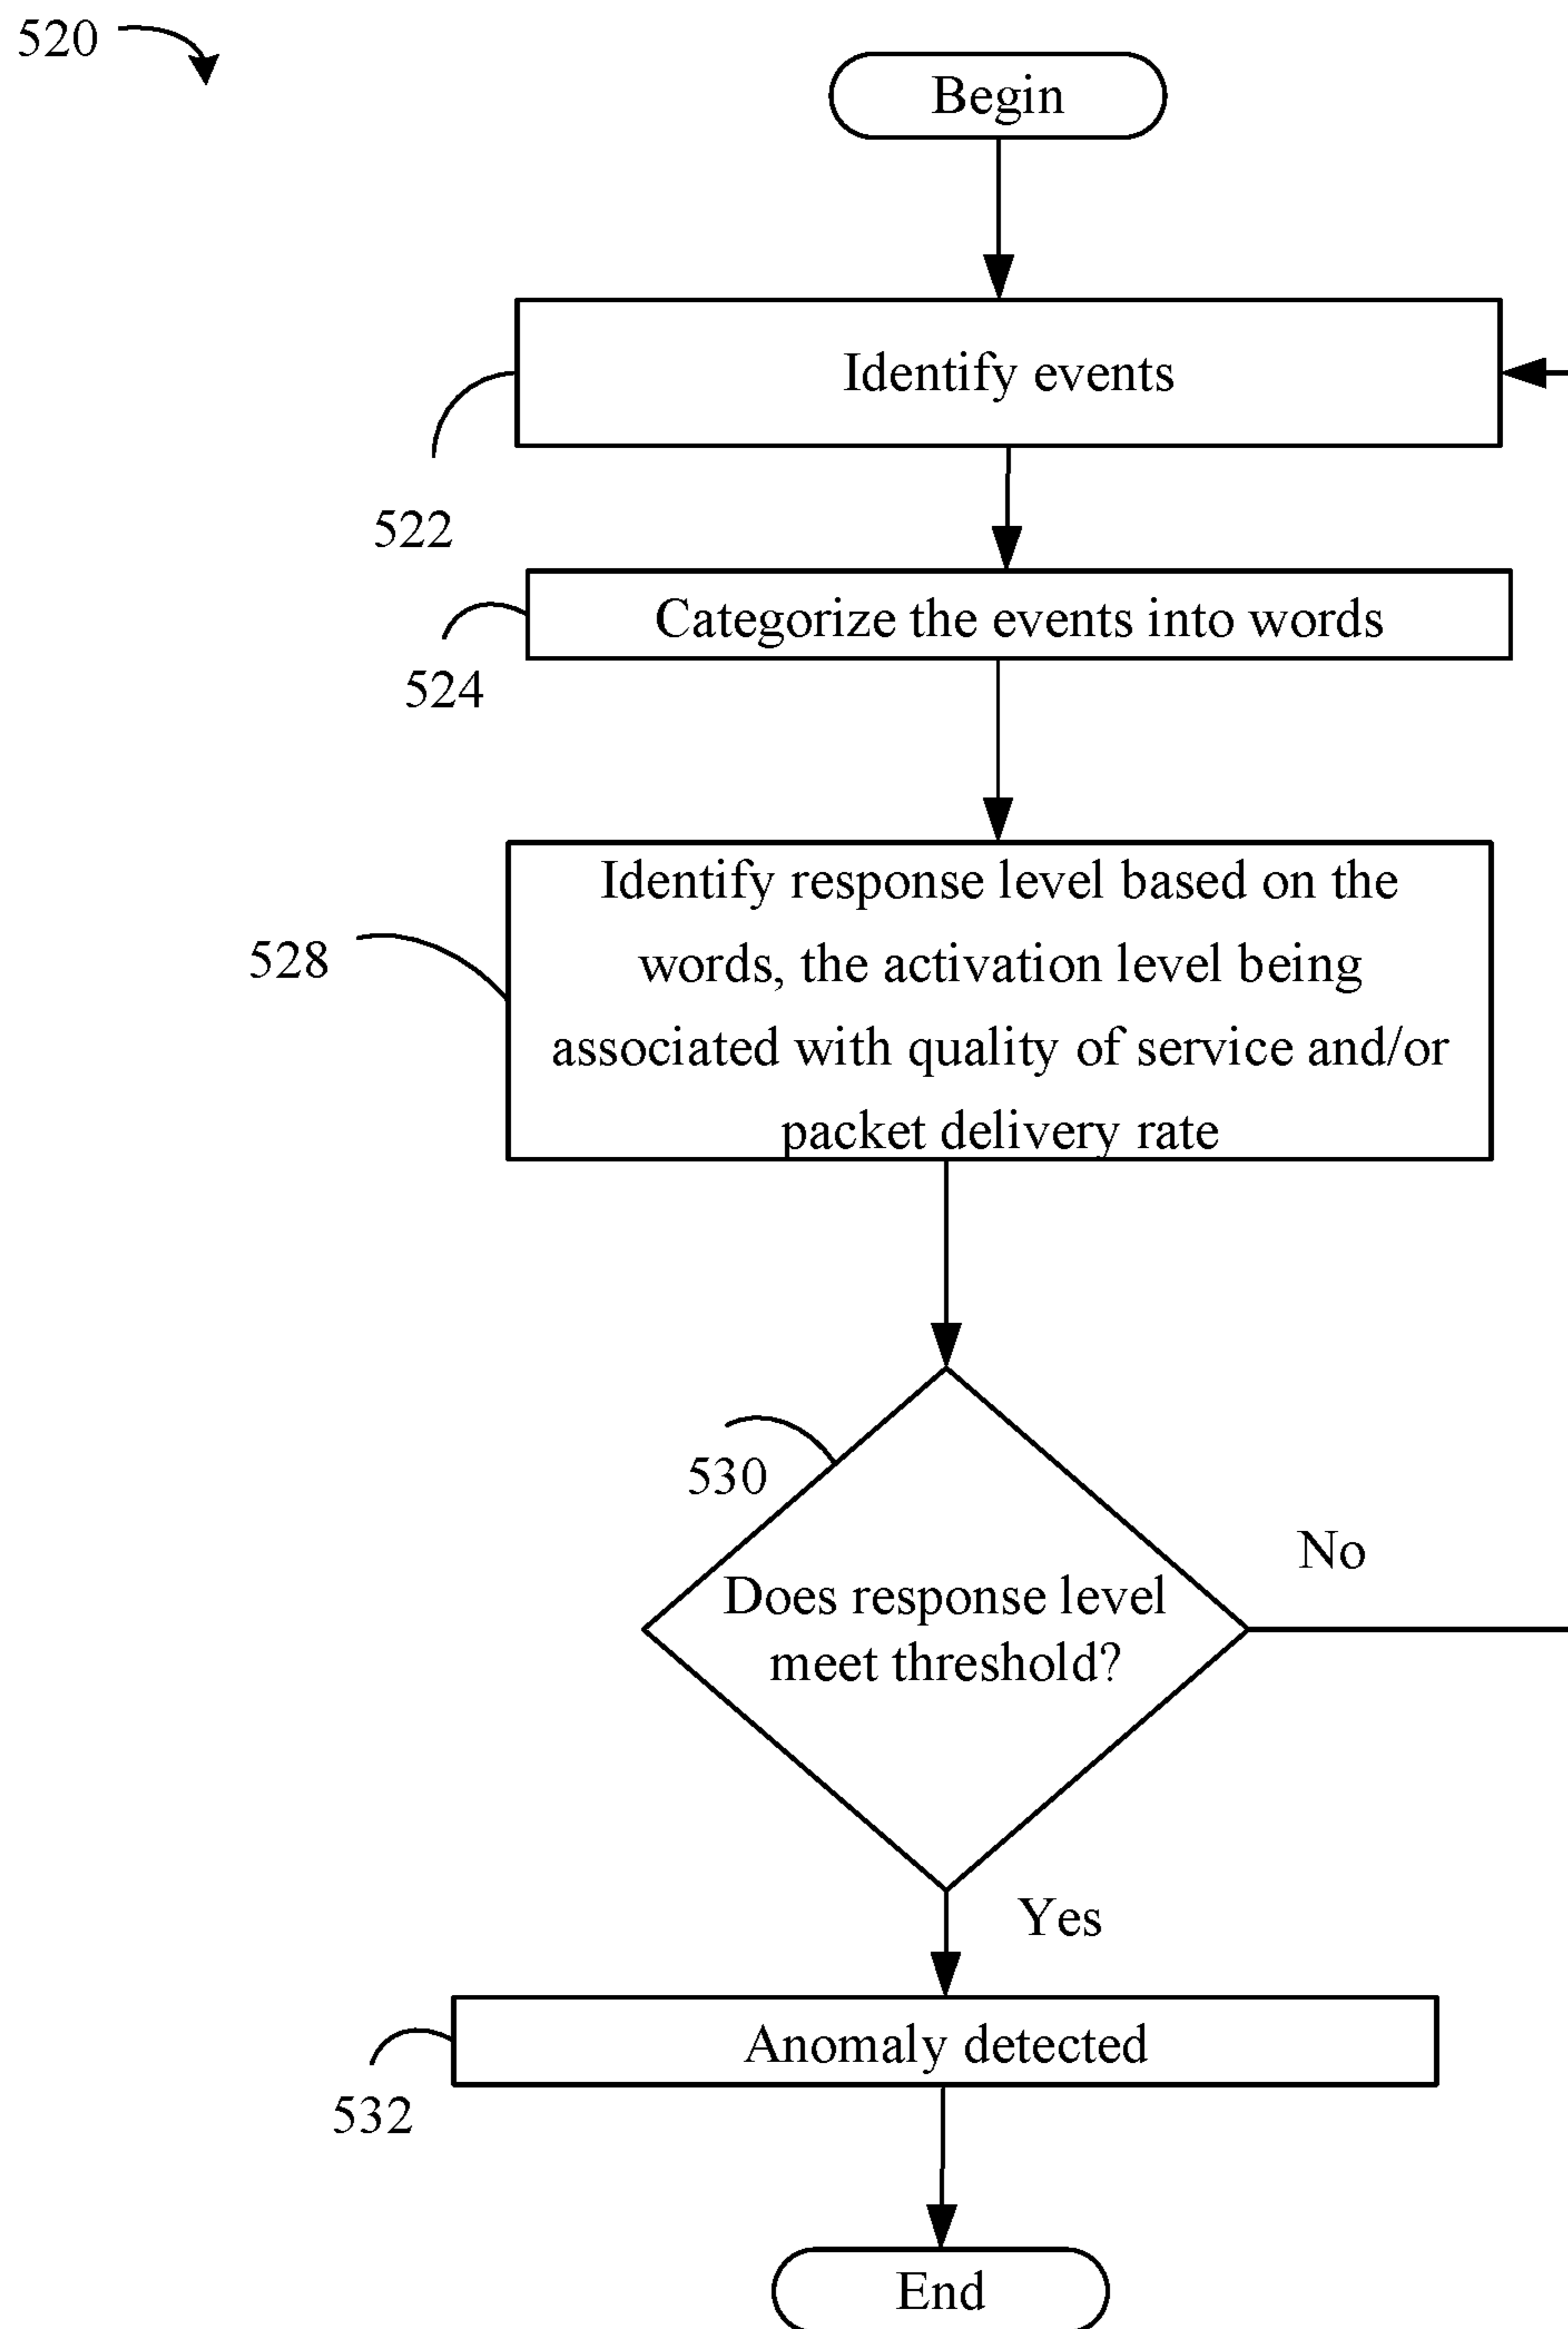 520
Begin
Identify events
522
Categorize the events into words
524
Identify response level based on the
words, the activation level being
associated with quality of service and/or
packet delivery rate
528
530
Does response level
meet threshold?
No
Yes
Anomaly detected
532
End